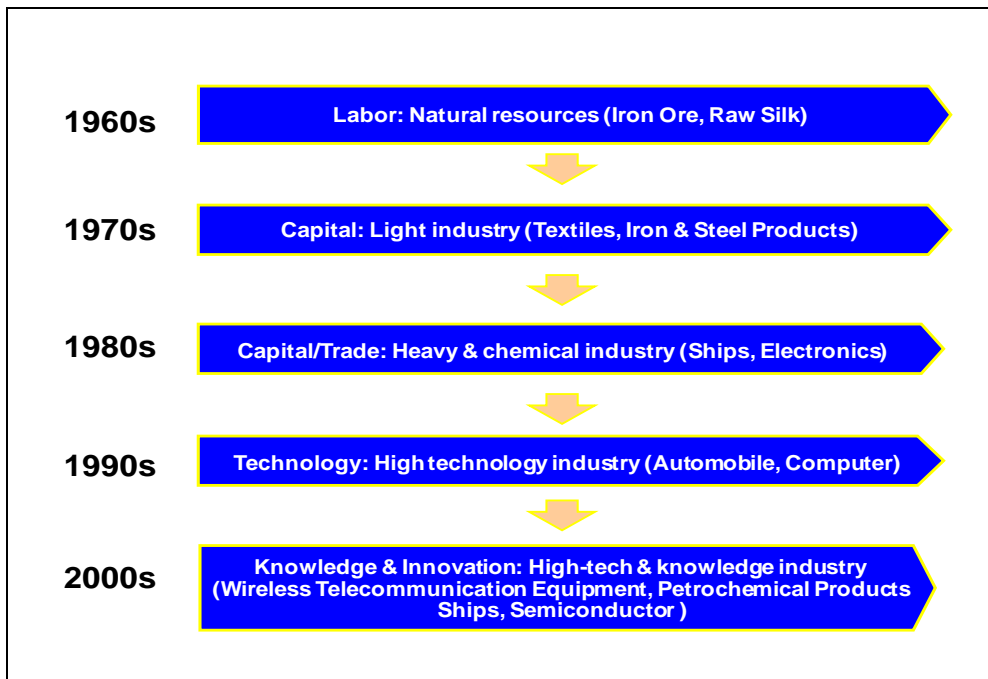 1960s
Labor: Natural resources (Iron Ore, Raw Silk)
1970s
Capital: Light industry (Textiles, Iron & Steel Products)
1980s
Capital/Trade: Heavy & chemical industry (Ships, Electronics)
1990s
Technology: High technology industry (Automobile, Computer)
2000s
Knowledge & Innovation: High-tech & knowledge industry
(Wireless Telecommunication Equipment, Petrochemical Products
Ships, Semiconductor )